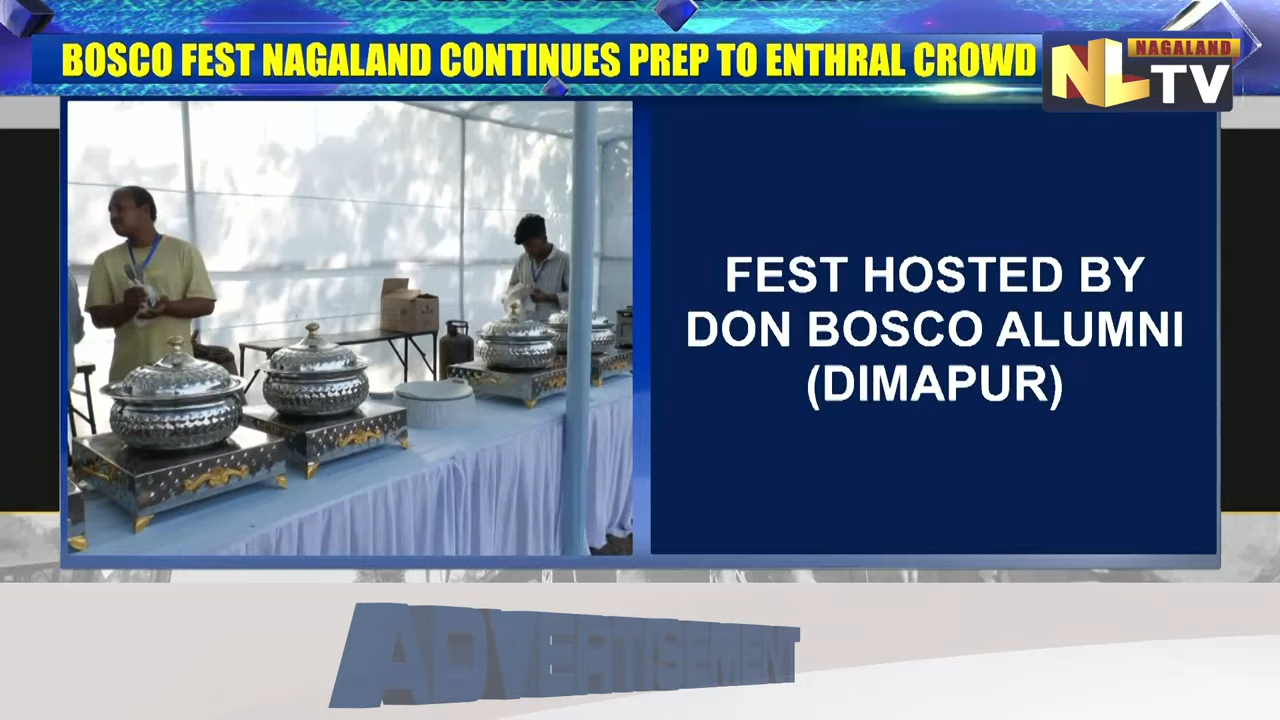 BOSCO FEST NAGALAND CONTINUES PREP TO ENTHRAL CROWD
NAGALAND
NL TV
FEST HOSTED BY
DON BOSCO ALUMNI
(DIMAPUR)
ADVERTISEMENT